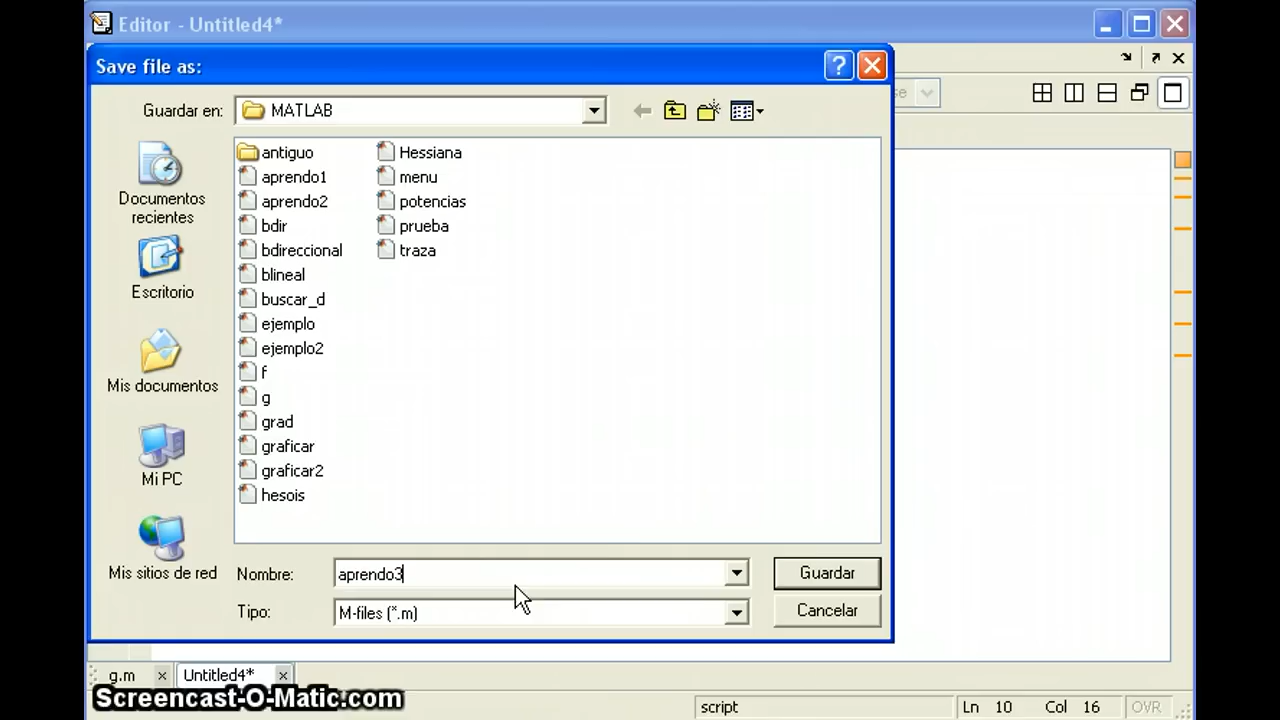 Editor - Untitled4*
Save file as:
Guardar en: MATLAB
Documentos
recientes
Escritorio
Mis documentos
Mi PC
Mis sitios de red
antiguo
aprendo1
aprendo2
bdir
bdireccional
blineal
buscar_d
ejemplo
ejemplo2
f
g
grad
graficar
graficar2
hesois
Hessiana
menu
potencias
prueba
traza
Nombre: aprendo3 Guardar
Tipo: M-files (*.m) Cancelar
g.m Untitled4*
Screencast-O-Matic.com
script Ln 10 Col 16 OVR